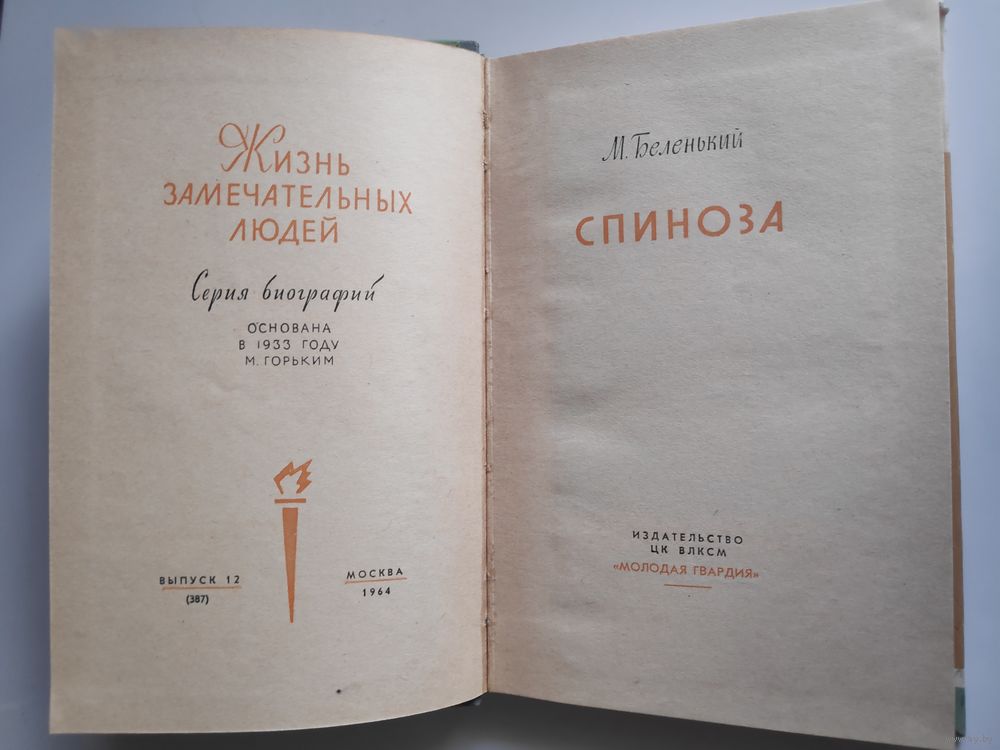 Жизнь
ЗАМЕЧАТЕЛЬНЫХ
ЛЮДЕЙ
Серия биографий
ОСНОВАНА
В 1933 ГОДУ
М. ГОРЬКИМ
ВЫПУСК 12
(387)
МОСКВА
1964
М. Беленький
СПИНОЗА
ИЗДАТЕЛЬСТВО
ЦК ВЛКСМ
«МОЛОДАЯ ГВАРДИЯ»